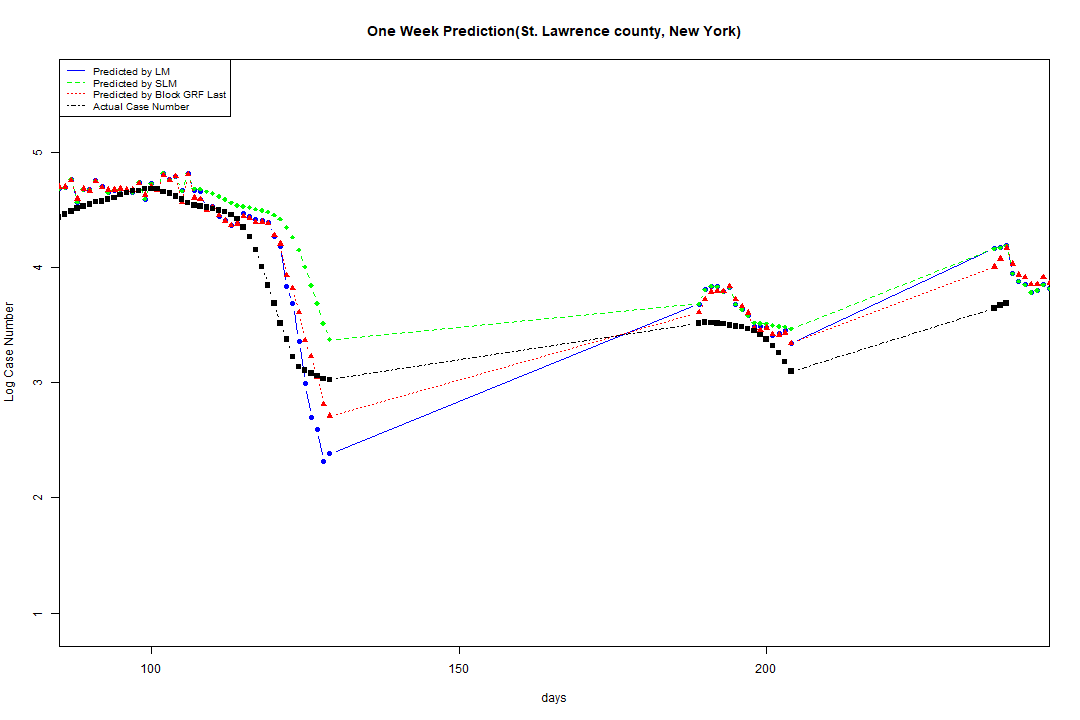 One Week Prediction(St. Lawrence county, New York)
Predicted by LM
Predicted by SLM
Predicted by Block GRF Last
Actual Case Number
5
4
3
2
1
Log Case Number
100 150 200
days